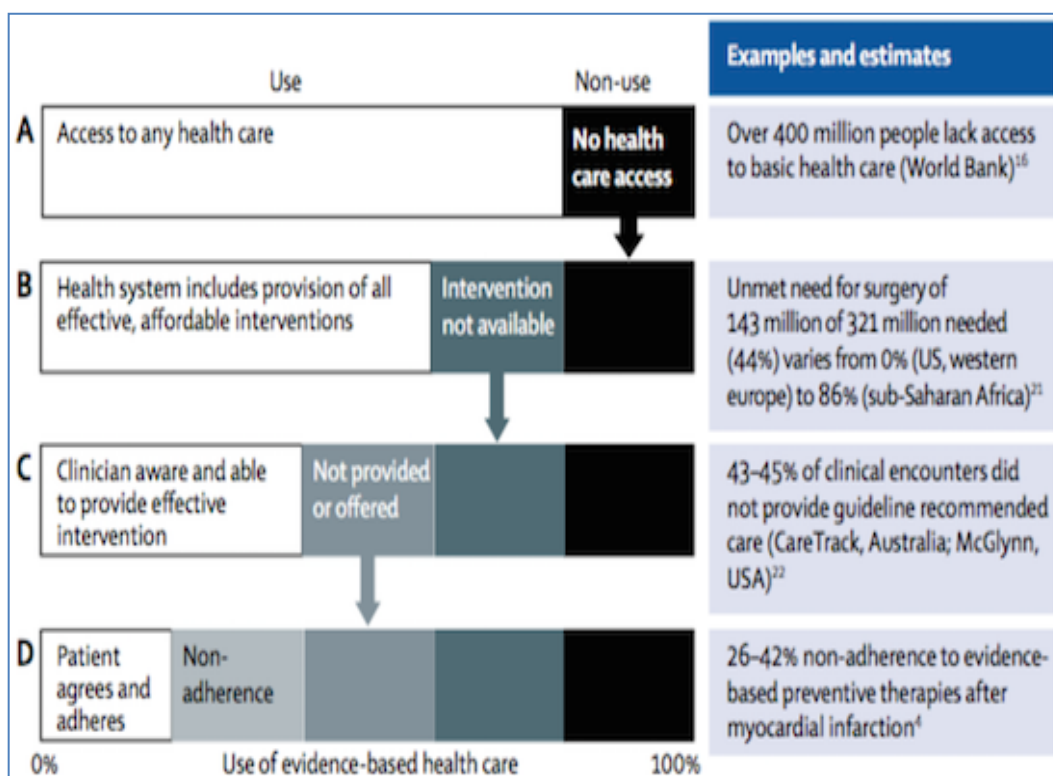 Use
Non-use
Examples and estimates
A
Access to any health care
No health
care access
Over 400 million people lack access
to basic health care (World Bank)16
B
Health system includes provision of all
effective, affordable interventions
Intervention
not available
Unmet need for surgery of
143 million of 321 million needed
(44%) varies from 0% (US, western
europe) to 86% (sub-Saharan Africa)21
C
Clinician aware and able
to provide effective
intervention
Not provided
or offered
43–45% of clinical encounters did
not provide guideline recommended
care (CareTrack, Australia; McGlynn,
USA)22
D
Patient
agrees and
adheres
Non-
adherence
26–42% non-adherence to evidence-
based preventive therapies after
myocardial infarction4
0%
Use of evidence-based health care
100%